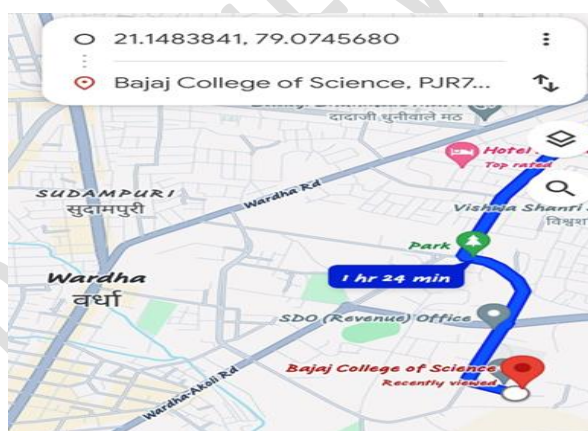 21.1483841, 79.0745680
Bajaj College of Science, PJR7...
दादाजी धुनीवाले मठ
Hotel
Top rated
SUDAMPURI
सुदामपुरी
Wardha Rd
Vishwa Shanti
Park
Wardha
वर्धा
1 hr 24 min
SDO (Revenue) Office
Bajaj College of Science
Recently viewed
Wardha-Akoli Rd